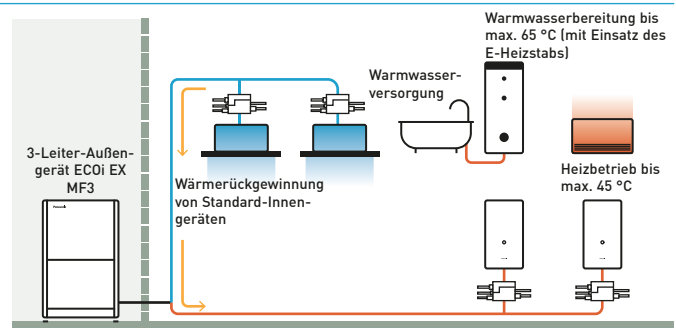 Warmwasserbereitung bis
max. 65 °C (mit Einsatz des
E-Heizstabs)
Warmwasser-
versorgung
3-Leiter-Außen-
gerät ECOi EX
MF3
Wärmerückgewinnung
von Standard-Innen-
geräten
Heizbetrieb bis
max. 45 °C